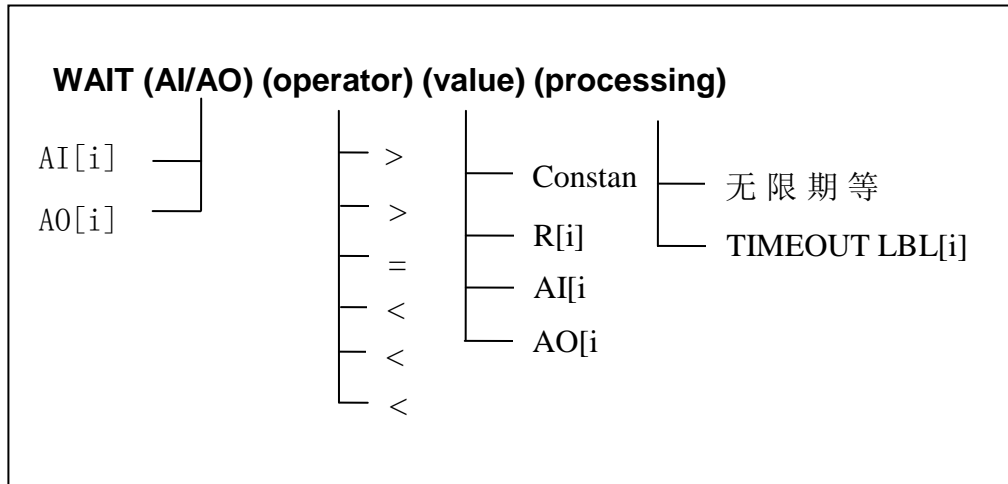 WAIT (AI/AO) (operator) (value) (processing)
AI[i]
AO[i]
>
>
=
<
<
<
Constan
R[i]
AI[i
AO[i
无限期等
TIMEOUT LBL[i]